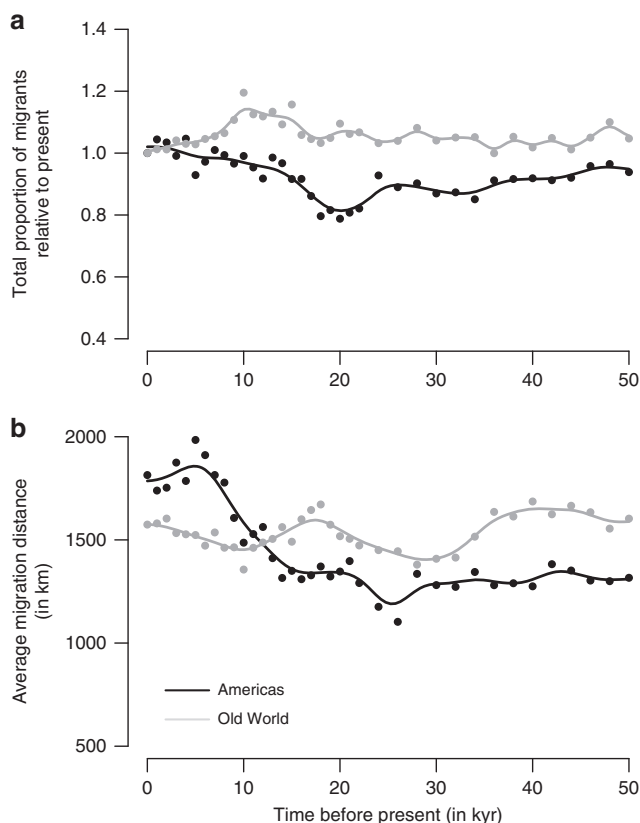 a
Total proportion of migrants
relative to present
1.4
1.2
1.0
0.8
0.6
0.4
0 10 20 30 40 50
b
Average migration distance
(in km)
2000
1500
1000
500
Americas
Old World
0 10 20 30 40 50
Time before present (in kyr)